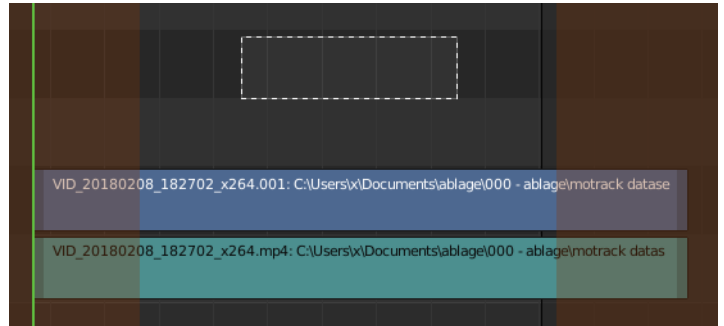 VID_20180208_182702_x264.001: C:\Users\x\Documents\ablage\000 - ablage\motrack datase
VID_20180208_182702_x264.mp4: C:\Users\x\Documents\ablage\000 - ablage\motrack datas